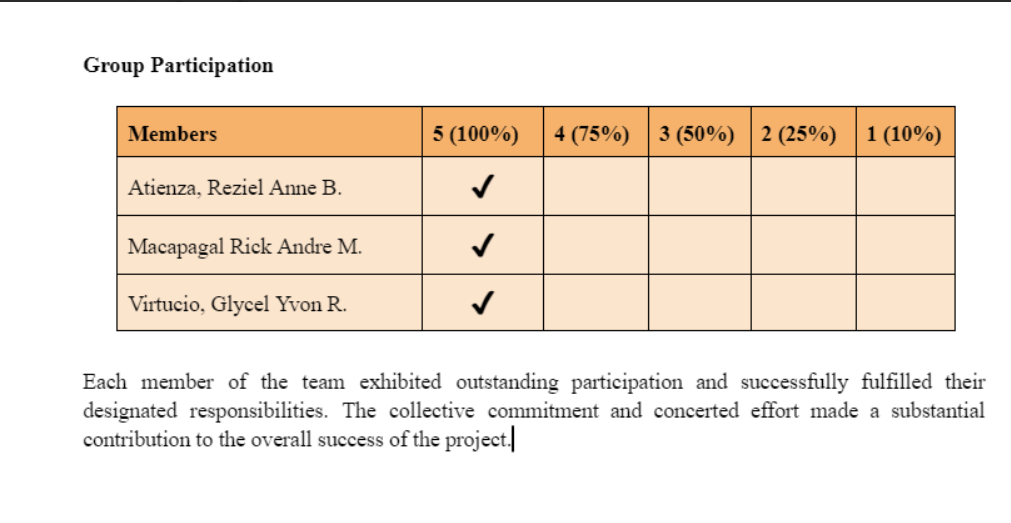 Group Participation
Members 5 (100%) 4 (75%) 3 (50%) 2 (25%) 1 (10%)
Atienza, Reziel Anne B. ✓
Macapagal Rick Andre M. ✓
Virtucio, Glycel Yvon R. ✓
Each member of the team exhibited outstanding participation and successfully fulfilled their
designated responsibilities. The collective commitment and concerted effort made a substantial
contribution to the overall success of the project.